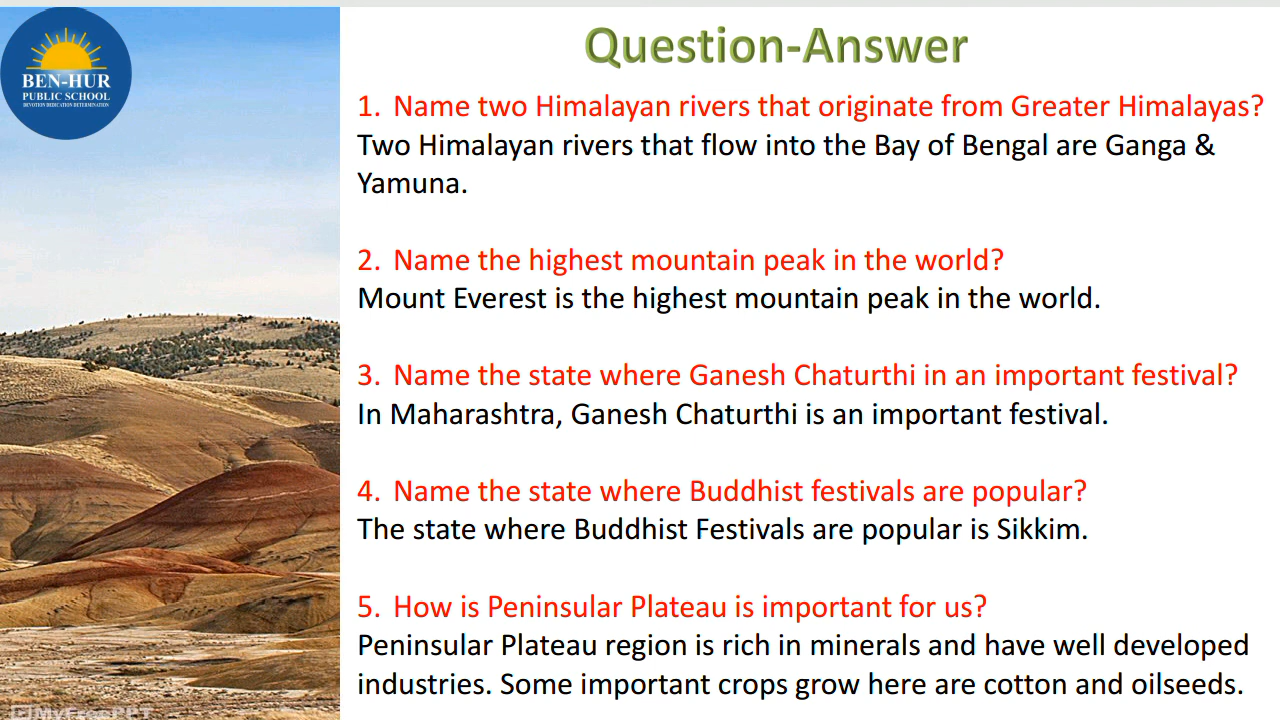 BEN-HUR
PUBLIC SCHOOL
DEVOTION DEDICATION DETERMINATION
Question-Answer
1. Name two Himalayan rivers that originate from Greater Himalayas?
Two Himalayan rivers that flow into the Bay of Bengal are Ganga &
Yamuna.
2. Name the highest mountain peak in the world?
Mount Everest is the highest mountain peak in the world.
3. Name the state where Ganesh Chaturthi in an important festival?
In Maharashtra, Ganesh Chaturthi is an important festival.
4. Name the state where Buddhist festivals are popular?
The state where Buddhist Festivals are popular is Sikkim.
5. How is Peninsular Plateau is important for us?
Peninsular Plateau region is rich in minerals and have well developed
industries. Some important crops grow here are cotton and oilseeds.
MyFreePPT